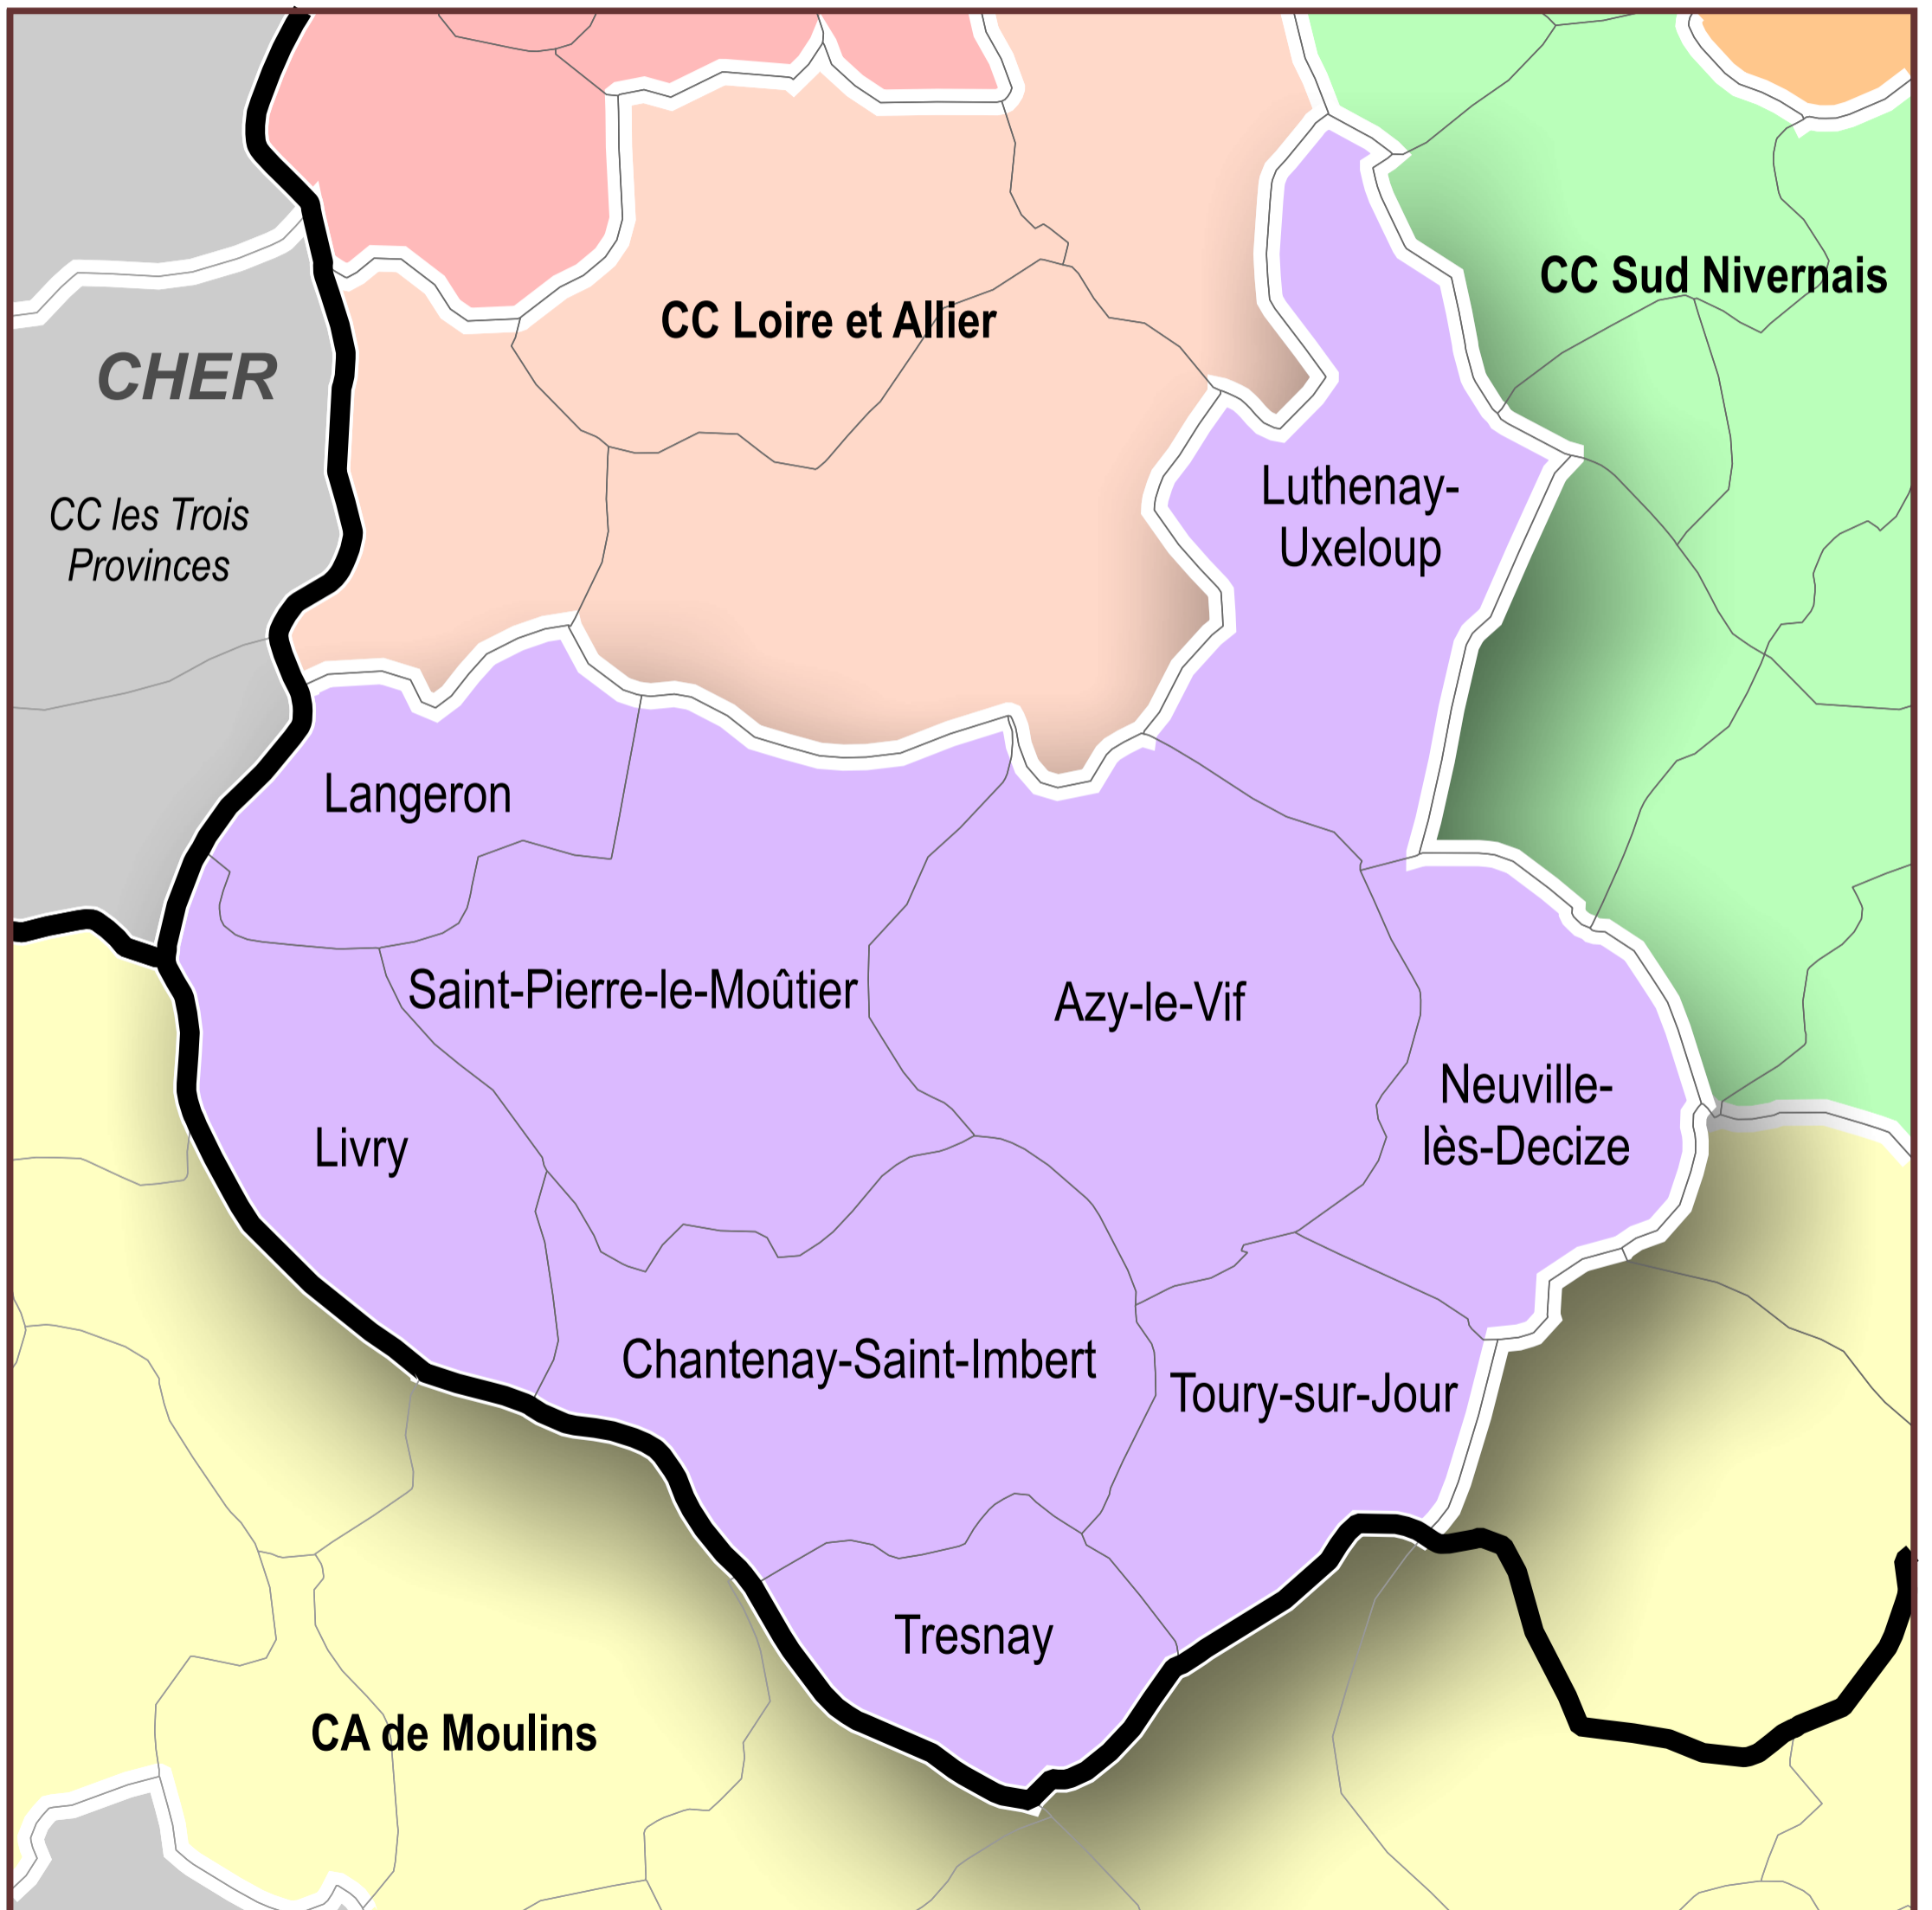 CC Sud Nivernais
CC Loire et Allier
CHER
CC les Trois
Provinces
Luthenay-
Uxeloup
Langeron
Saint-Pierre-le-Moûtier
Azy-le-Vif
Neuville-
lès-Decize
Livry
Chantenay-Saint-Imbert
Toury-sur-Jour
Tresnay
CA de Moulins